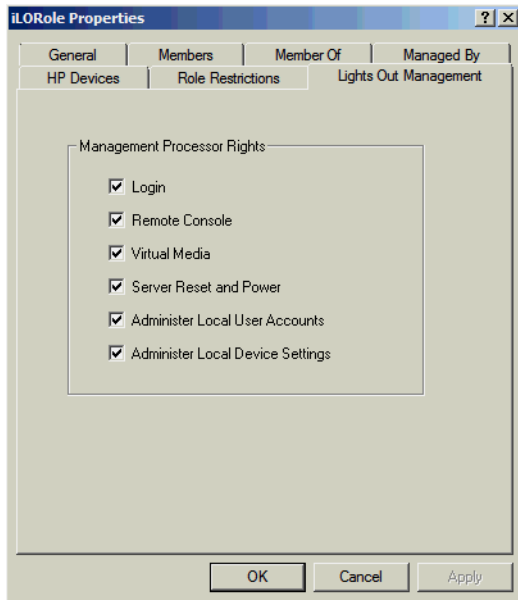 iLORole Properties
General Members Member Of Managed By
HP Devices Role Restrictions Lights Out Management
Management Processor Rights
Login
Remote Console
Virtual Media
Server Reset and Power
Administer Local User Accounts
Administer Local Device Settings
OK Cancel Apply